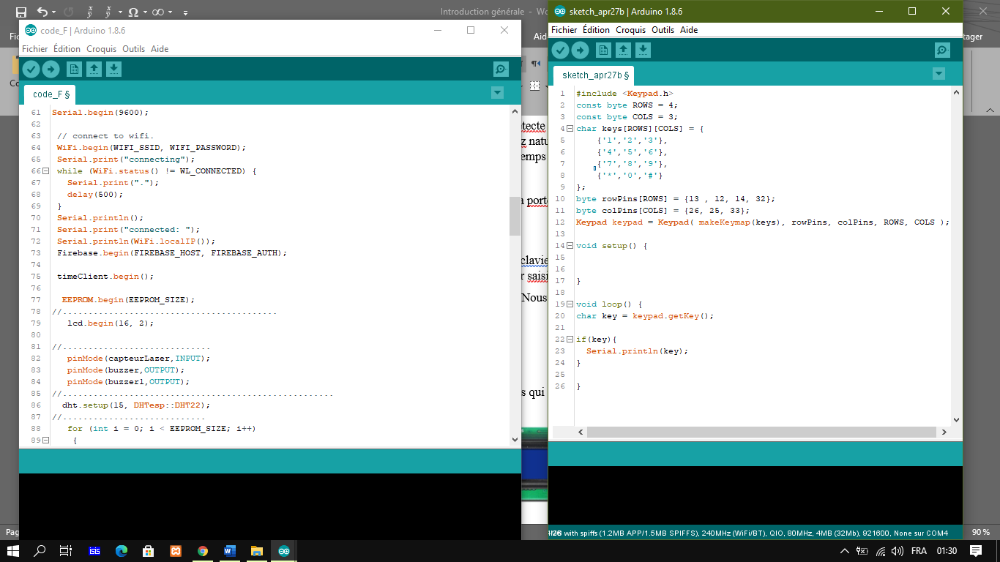 Introduction générale - Wo
sketch_apr27b | Arduino 1.8.6
code_F | Arduino 1.8.6
Fichier Édition Croquis Outils Aide
Fichier Édition Croquis Outils Aide
code_F §
61 Serial.begin(9600);
62
63 // connect to wifi.
64 WiFi.begin(WIFI_SSID, WIFI_PASSWORD);
65 Serial.print("connecting");
66 while (WiFi.status() != WL_CONNECTED) {
67 Serial.print(".");
68 delay(500);
69 }
70 Serial.println();
71 Serial.print("connected: ");
72 Serial.println(WiFi.localIP());
73 Firebase.begin(FIREBASE_HOST, FIREBASE_AUTH);
74
75 timeClient.begin();
76
77 EEPROM.begin(EEPROM_SIZE);
78 //..........................................
79 lcd.begin(16, 2);
80
81 //.............................
82 pinMode(capteurLazer,INPUT);
83 pinMode(buzzer,OUTPUT);
84 pinMode(buzzer1,OUTPUT);
85 //.....................................................
86 dht.setup(15, DHTesp::DHT22);
87 //............................
88 for (int i = 0; i < EEPROM_SIZE; i++)
89 {
sketch_apr27b §
1 #include <Keypad.h>
2 const byte ROWS = 4;
3 const byte COLS = 3;
4 char keys[ROWS][COLS] = {
5 {'1','2','3'},
6 {'4','5','6'},
7 {'7','8','9'},
8 {'*','0','#'}
9 };
10 byte rowPins[ROWS] = {13 , 12, 14, 32};
11 byte colPins[COLS] = {26, 25, 33};
12 Keypad keypad = Keypad( makeKeymap(keys), rowPins, colPins, ROWS, COLS );
13
14 void setup() {
15
16
17 }
18
19 void loop() {
20 char key = keypad.getKey();
21
22 if(key){
23 Serial.println(key);
24 }
25
26 }
tecte
z natu
emps
a porte
clavie
r saisi
Nous
s qui
Aid
tager
Fic
Co
Pag
with spiffs (1.2MB APP/1.5MB SPIFFS), 240MHz (WiFi/BT), QIO, 80MHz, 4MB (32Mb), 921600, None sur COM4
90 %
isis
FRA
01:30